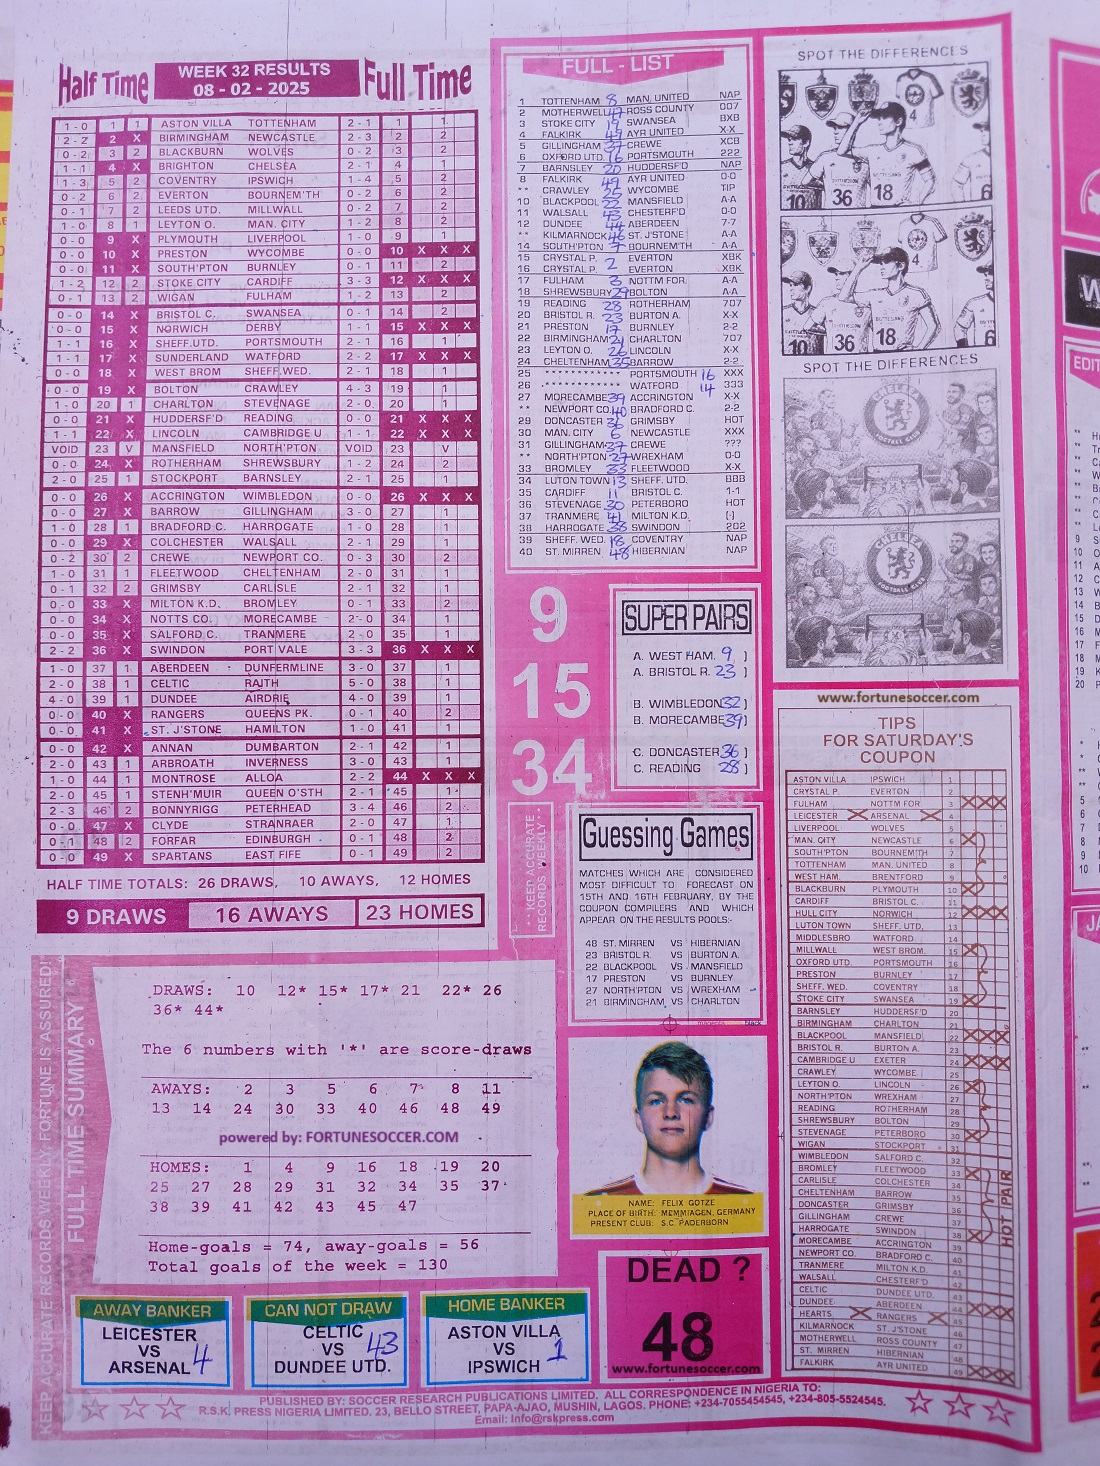 Half Time
WEEK 32 RESULTS
08 - 02 - 2025
Full Time
1 - 0 1 1 ASTON VILLA TOTTENHAM 2 - 1 1 1
2 - 2 2 X BIRMINGHAM NEWCASTLE 2 - 3 2 2
0 - 2 3 2 BLACKBURN WOLVES 0 - 2 3 2
1 - 1 4 X BRIGHTON CHELSEA 2 - 1 4 1
1 - 3 5 2 COVENTRY IPSWICH 1 - 4 5 2
0 - 2 6 2 EVERTON BOURNEM'TH 0 - 2 6 2
0 - 1 7 2 LEEDS UTD. MILLWALL 0 - 2 7 2
1 - 0 8 1 LEYTON O. MAN. CITY 1 - 2 8 2
0 - 0 9 X PLYMOUTH LIVERPOOL 1 - 0 9 1
0 - 0 10 X PRESTON WYCOMBE 0 - 0 10 X X X
0 - 0 11 X SOUTH'PTON BURNLEY 0 - 1 11 2
1 - 2 12 2 STOKE CITY CARDIFF 3 - 3 12 X X X
0 - 1 13 2 WIGAN FULHAM 1 - 2 13 2
0 - 0 14 X BRISTOL C. SWANSEA 0 - 1 14 2
0 - 0 15 X NORWICH DERBY 1 - 1 15 X X X
1 - 1 16 X SHEFF.UTD. PORTSMOUTH 2 - 1 16 1
1 - 1 17 X SUNDERLAND WATFORD 2 - 2 17 X X X
0 - 0 18 X WEST BROM SHEFF.WED. 2 - 1 18 1
0 - 0 19 X BOLTON CRAWLEY 4 - 3 19 1
1 - 0 20 1 CHARLTON STEVENAGE 2 - 0 20 1
0 - 0 21 X HUDDERSF'D READING 0 - 0 21 X X X
1 - 1 22 X LINCOLN CAMBRIDGE U 1 - 1 22 X X X
VOID 23 V MANSFIELD NORTH'PTON VOID 23 V
0 - 0 24 X ROTHERHAM SHREWSBURY 1 - 2 24 2
2 - 0 25 1 STOCKPORT BARNSLEY 2 - 1 25 1
0 - 0 26 X ACCRINGTON WIMBLEDON 0 - 0 26 X X X
0 - 0 27 X BARROW GILLINGHAM 3 - 0 27 1
1 - 0 28 1 BRADFORD C. HARROGATE 1 - 0 28 1
0 - 0 29 X COLCHESTER WALSALL 2 - 1 29 1
0 - 2 30 2 CREWE NEWPORT CO. 0 - 3 30 2
1 - 0 31 1 FLEETWOOD CHELTENHAM 2 - 0 31 1
0 - 1 32 2 GRIMSBY CARLISLE 2 - 1 32 1
0 - 0 33 X MILTON K.D. BROMLEY 0 - 1 33 2
0 - 0 34 X NOTTS CO. MORECAMBE 2 - 0 34 1
0 - 0 35 X SALFORD C. TRANMERE 2 - 0 35 1
2 - 2 36 X SWINDON PORT VALE 3 - 3 36 X X X
1 - 0 37 1 ABERDEEN DUNFERMLINE 3 - 0 37 1
2 - 0 38 1 CELTIC RAITH 5 - 0 38 1
4 - 0 39 1 DUNDEE AIRDRIE 4 - 0 39 1
0 - 0 40 X RANGERS QUEENS PK. 0 - 1 40 2
0 - 0 41 X ST. J'STONE HAMILTON 1 - 0 41 1
0 - 0 42 X ANNAN DUMBARTON 2 - 1 42 1
2 - 0 43 1 ARBROATH INVERNESS 3 - 0 43 1
1 - 0 44 1 MONTROSE ALLOA 2 - 2 44 X X X
2 - 0 45 1 STENH'MUIR QUEEN O'STH 2 - 1 45 1
2 - 3 46 2 BONNYRIGG PETERHEAD 3 - 4 46 2
0 - 0 47 X CLYDE STRANRAER 2 - 0 47 1
0 - 1 48 2 FORFAR EDINBURGH 0 - 1 48 2
0 - 0 49 X SPARTANS EAST FIFE 0 - 1 49 2
HALF TIME TOTALS: 26 DRAWS, 10 AWAYS, 12 HOMES
9 DRAWS 16 AWAYS 23 HOMES
KEEP ACCURATE RECORDS WEEKLY, FORTUNE IS ASSURED!
FULL TIME SUMMARY
DRAWS: 10 12* 15* 17* 21 22* 26
36* 44*
The 6 numbers with '*' are score-draws
AWAYS: 2 3 5 6 7 8 11
13 14 24 30 33 40 46 48 49
powered by: FORTUNESOCCER.COM
HOMES: 1 4 9 16 18 19 20
25 27 28 29 31 32 34 35 37
38 39 41 42 43 45 47
Home-goals = 74, away-goals = 56
Total goals of the week = 130
AWAY BANKER
LEICESTER
VS
ARSENAL 4
CAN NOT DRAW
CELTIC
VS 43
DUNDEE UTD.
HOME BANKER
ASTON VILLA
VS 1
IPSWICH
FULL - LIST
1 TOTTENHAM 8 MAN. UNITED NAP
2 MOTHERWELL 47 ROSS COUNTY 007
3 STOKE CITY 19 SWANSEA BXB
4 FALKIRK 49 AYR UNITED X-X
5 GILLINGHAM 37 CREWE XCB
6 OXFORD UTD. 16 PORTSMOUTH 222
7 BARNSLEY 20 HUDDERSF'D NAP
8 FALKIRK 49 AYR UNITED 0-0
** CRAWLEY 25 WYCOMBE TIP
10 BLACKPOOL 22 MANSFIELD A-A
11 WALSALL 43 CHESTERF'D 0-0
12 DUNDEE 44 ABERDEEN 7-7
** KILMARNOCK 46 ST. J'STONE A-A
14 SOUTH'PTON 7 BOURNEM'TH A-A
15 CRYSTAL P. EVERTON XBK
16 CRYSTAL P. 2 EVERTON XBK
17 FULHAM 3 NOTTM FOR. A-A
18 SHREWSBURY 29 BOLTON A-A
19 READING 28 ROTHERHAM 707
20 BRISTOL R. 23 BURTON A. X-X
21 PRESTON 17 BURNLEY 2-2
22 BIRMINGHAM 21 CHARLTON 707
23 LEYTON O. 26 LINCOLN X-X
24 CHELTENHAM 35 BARROW 2-2
25 ************ PORTSMOUTH 16 XXX
26 ************ WATFORD 14 333
27 MORECAMBE 39 ACCRINGTON X-X
** NEWPORT CO. 40 BRADFORD C. 2-2
29 DONCASTER 36 GRIMSBY HOT
30 MAN. CITY 6 NEWCASTLE XXX
31 GILLINGHAM 37 CREWE ???
** NORTH'PTON 27 WREXHAM 0-0
33 BROMLEY 33 FLEETWOOD X-X
34 LUTON TOWN 13 SHEFF. UTD. BBB
35 CARDIFF 11 BRISTOL C. 1-1
36 STEVENAGE 30 PETERBORO HOT
37 TRANMERE 41 MILTON K.D. (-)
38 HARROGATE 38 SWINDON 202
39 SHEFF. WED. 18 COVENTRY NAP
40 ST. MIRREN 48 HIBERNIAN NAP
9
15
34
** KEEP ACCURATE
RECORDS WEEKLY **
SUPER PAIRS
A. WEST HAM. 9 )
A. BRISTOL R. 23 )
B. WIMBLEDON 32 )
B. MORECAMBE 39 )
C. DONCASTER 36 )
C. READING 28 )
Guessing Games
MATCHES WHICH ARE CONSIDERED
MOST DIFFICULT TO FORECAST ON
15TH AND 16TH FEBRUARY, BY THE
COUPON COMPILERS AND WHICH
APPEAR ON THE RESULTS POOLS:-
48 ST. MIRREN VS HIBERNIAN
23 BRISTOL R. VS BURTON A.
22 BLACKPOOL VS MANSFIELD
17 PRESTON VS BURNLEY
27 NORTH'PTON VS WREXHAM
21 BIRMINGHAM VS CHARLTON
NAME: FELIX GOTZE
PLACE OF BIRTH: MEMMIAGEN, GERMANY
PRESENT CLUB: S.C. PADERBORN
DEAD ?
48
www.fortunesoccer.com
SPOT THE DIFFERENCES
36 18 6
36 18 6
SPOT THE DIFFERENCES
CHELSEA
FOOTBALL CLUB
CHELSEA
FOOTBALL CLUB
www.fortunesoccer.com
TIPS
FOR SATURDAY'S
COUPON
ASTON VILLA IPSWICH 1
CRYSTAL P. EVERTON 2
FULHAM NOTTM FOR 3
LEICESTER ARSENAL 4
LIVERPOOL WOLVES 5
MAN. CITY NEWCASTLE 6
SOUTH'PTON BOURNEM'TH 7
TOTTENHAM MAN. UNITED 8
WEST HAM. BRENTFORD 9
BLACKBURN PLYMOUTH 10
CARDIFF BRISTOL C. 11
HULL CITY NORWICH 12
LUTON TOWN SHEFF. UTD. 13
MIDDLESBRO WATFORD 14
MILLWALL WEST BROM. 15
OXFORD UTD. PORTSMOUTH 16
PRESTON BURNLEY 17
SHEFF. WED. COVENTRY 18
STOKE CITY SWANSEA 19
BARNSLEY HUDDERSF'D 20
BIRMINGHAM CHARLTON 21
BLACKPOOL MANSFIELD 22
BRISTOL R. BURTON A. 23
CAMBRIDGE U EXETER 24
CRAWLEY WYCOMBE 25
LEYTON O. LINCOLN 26
NORTH'PTON WREXHAM 27
READING ROTHERHAM 28
SHREWSBURY BOLTON 29
STEVENAGE PETERBORO 30
WIGAN STOCKPORT 31
WIMBLEDON SALFORD C. 32
BROMLEY FLEETWOOD 33
CARLISLE COLCHESTER 34
CHELTENHAM BARROW 35
DONCASTER GRIMSBY 36
GILLINGHAM CREWE 37
HARROGATE SWINDON 38
MORECAMBE ACCRINGTON 39
NEWPORT CO. BRADFORD C. 40
TRANMERE MILTON K.D. 41
WALSALL CHESTERF'D 42
CELTIC DUNDEE UTD. 43
DUNDEE ABERDEEN 44
HEARTS RANGERS 45
KILMARNOCK ST. J'STONE 46
MOTHERWELL ROSS COUNTY 47
ST. MIRREN HIBERNIAN 48
FALKIRK AYR UNITED 49
HOT PAIR
PUBLISHED BY: SOCCER RESEARCH PUBLICATIONS LIMITED. ALL CORRESPONDENCE IN NIGERIA TO:
R.S.K. PRESS NIGERIA LIMITED. 23, BELLO STREET, PAPA-AJAO, MUSHIN, LAGOS. PHONE: +234-7055454545, +234-805-5524545.
Email: Info@rskpress.com